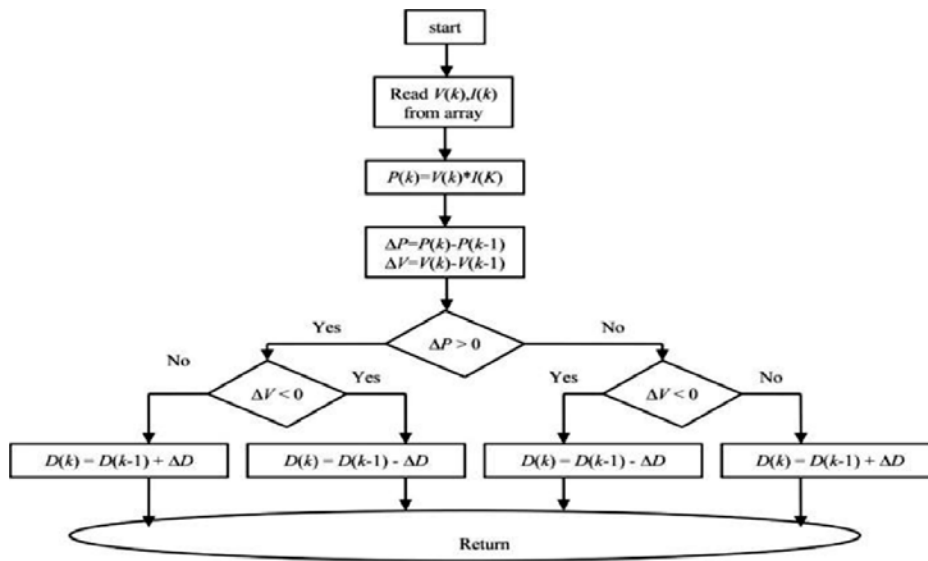 start
Read V(k),I(k)
from array
P(k)=V(k)*I(K)
ΔP=P(k)-P(k-1)
ΔV=V(k)-V(k-1)
Yes
No
ΔP > 0
No
Yes
Yes
No
ΔV < 0
ΔV < 0
D(k) = D(k-1) + ΔD
D(k) = D(k-1) - ΔD
D(k) = D(k-1) - ΔD
D(k) = D(k-1) + ΔD
Return